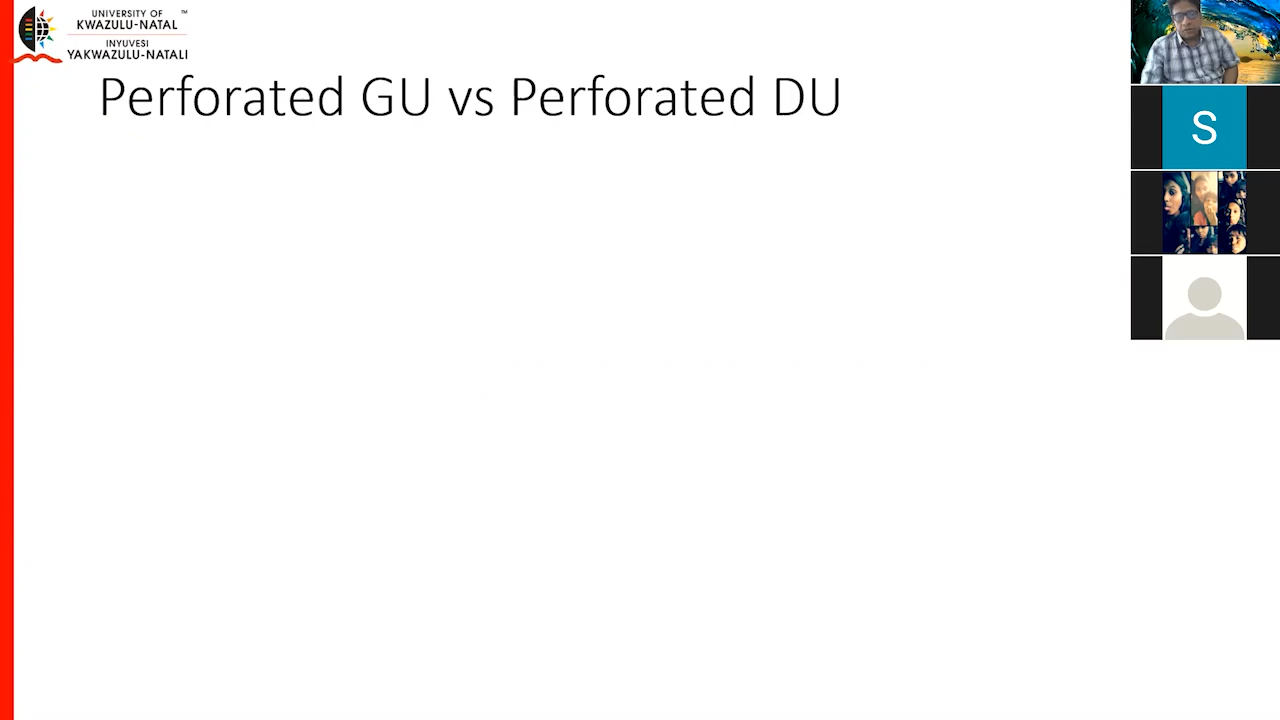 UNIVERSITY OF ™
KWAZULU-NATAL
INYUVESI
YAKWAZULU-NATALI
Perforated GU vs Perforated DU
S